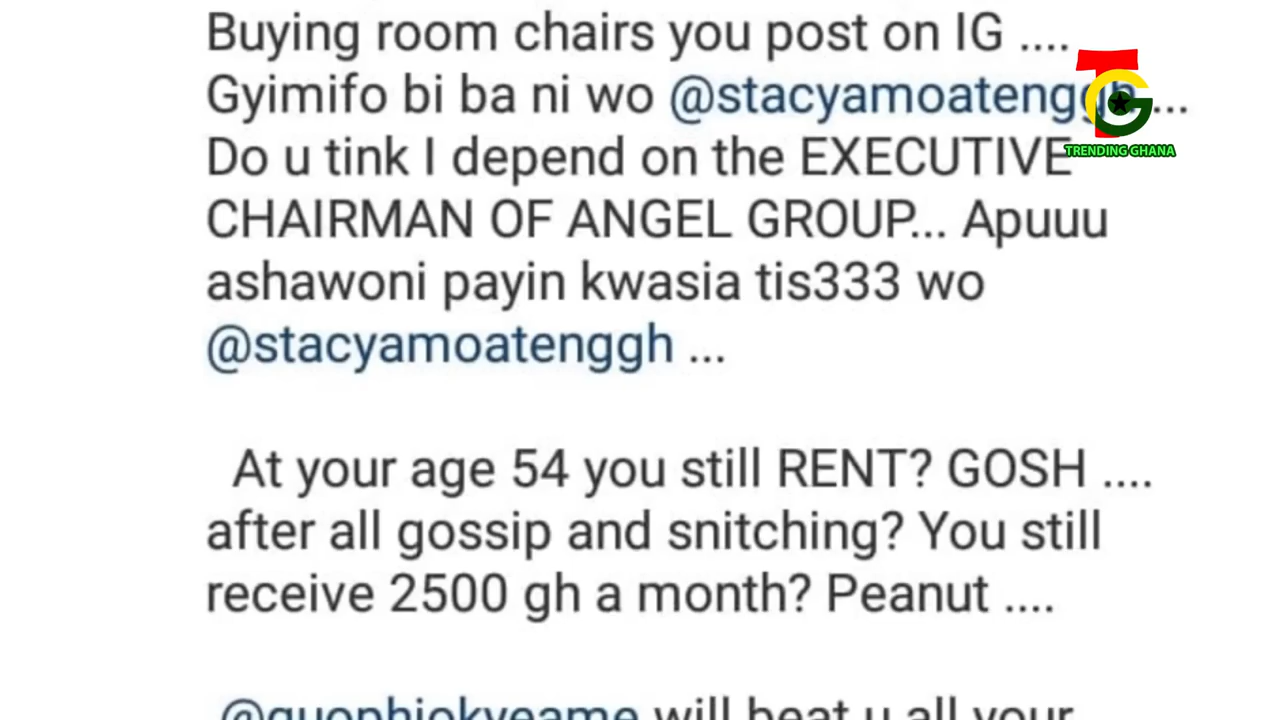 Buying room chairs you post on IG ....
Gyimifo bi ba ni wo @stacyamoatenggh ...
Do u tink I depend on the EXECUTIVE
CHAIRMAN OF ANGEL GROUP... Apuuu
ashawoni payin kwasia tis333 wo
@stacyamoatenggh ...
At your age 54 you still RENT? GOSH ....
after all gossip and snitching? You still
receive 2500 gh a month? Peanut ....
@quophiokyeame will beat u all your
TG
TRENDING GHANA